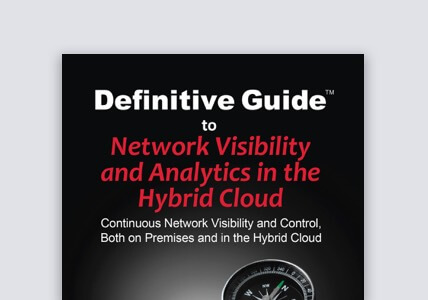 Definitive Guide™
to
Network Visibility
and Analytics in the
Hybrid Cloud
Continuous Network Visibility and Control,
Both on Premises and in the Hybrid Cloud
N